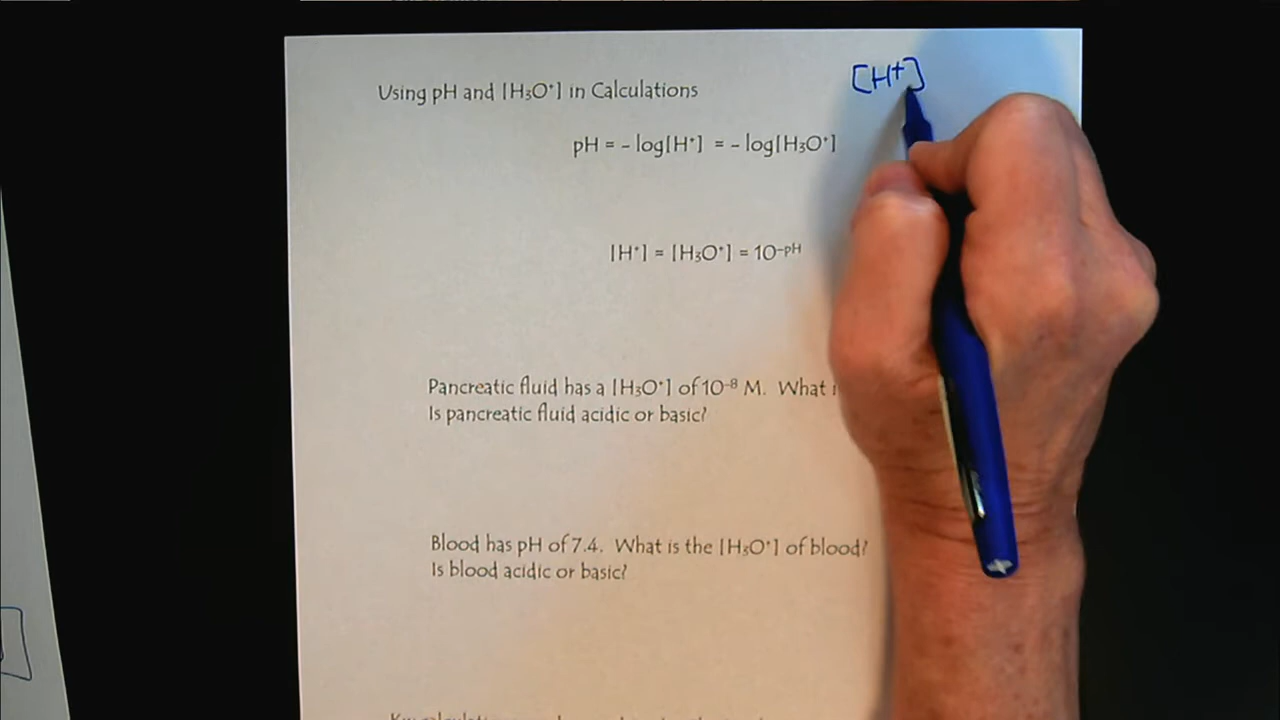 [H+]
Using pH and [H₃O⁺] in Calculations
pH = – log[H⁺] = – log[H₃O⁺]
[H⁺] = [H₃O⁺] = 10⁻ᵖᴴ
Pancreatic fluid has a [H₃O⁺] of 10⁻⁸ M. What
Is pancreatic fluid acidic or basic?
Blood has pH of 7.4. What is the [H₃O⁺] of blood?
Is blood acidic or basic?